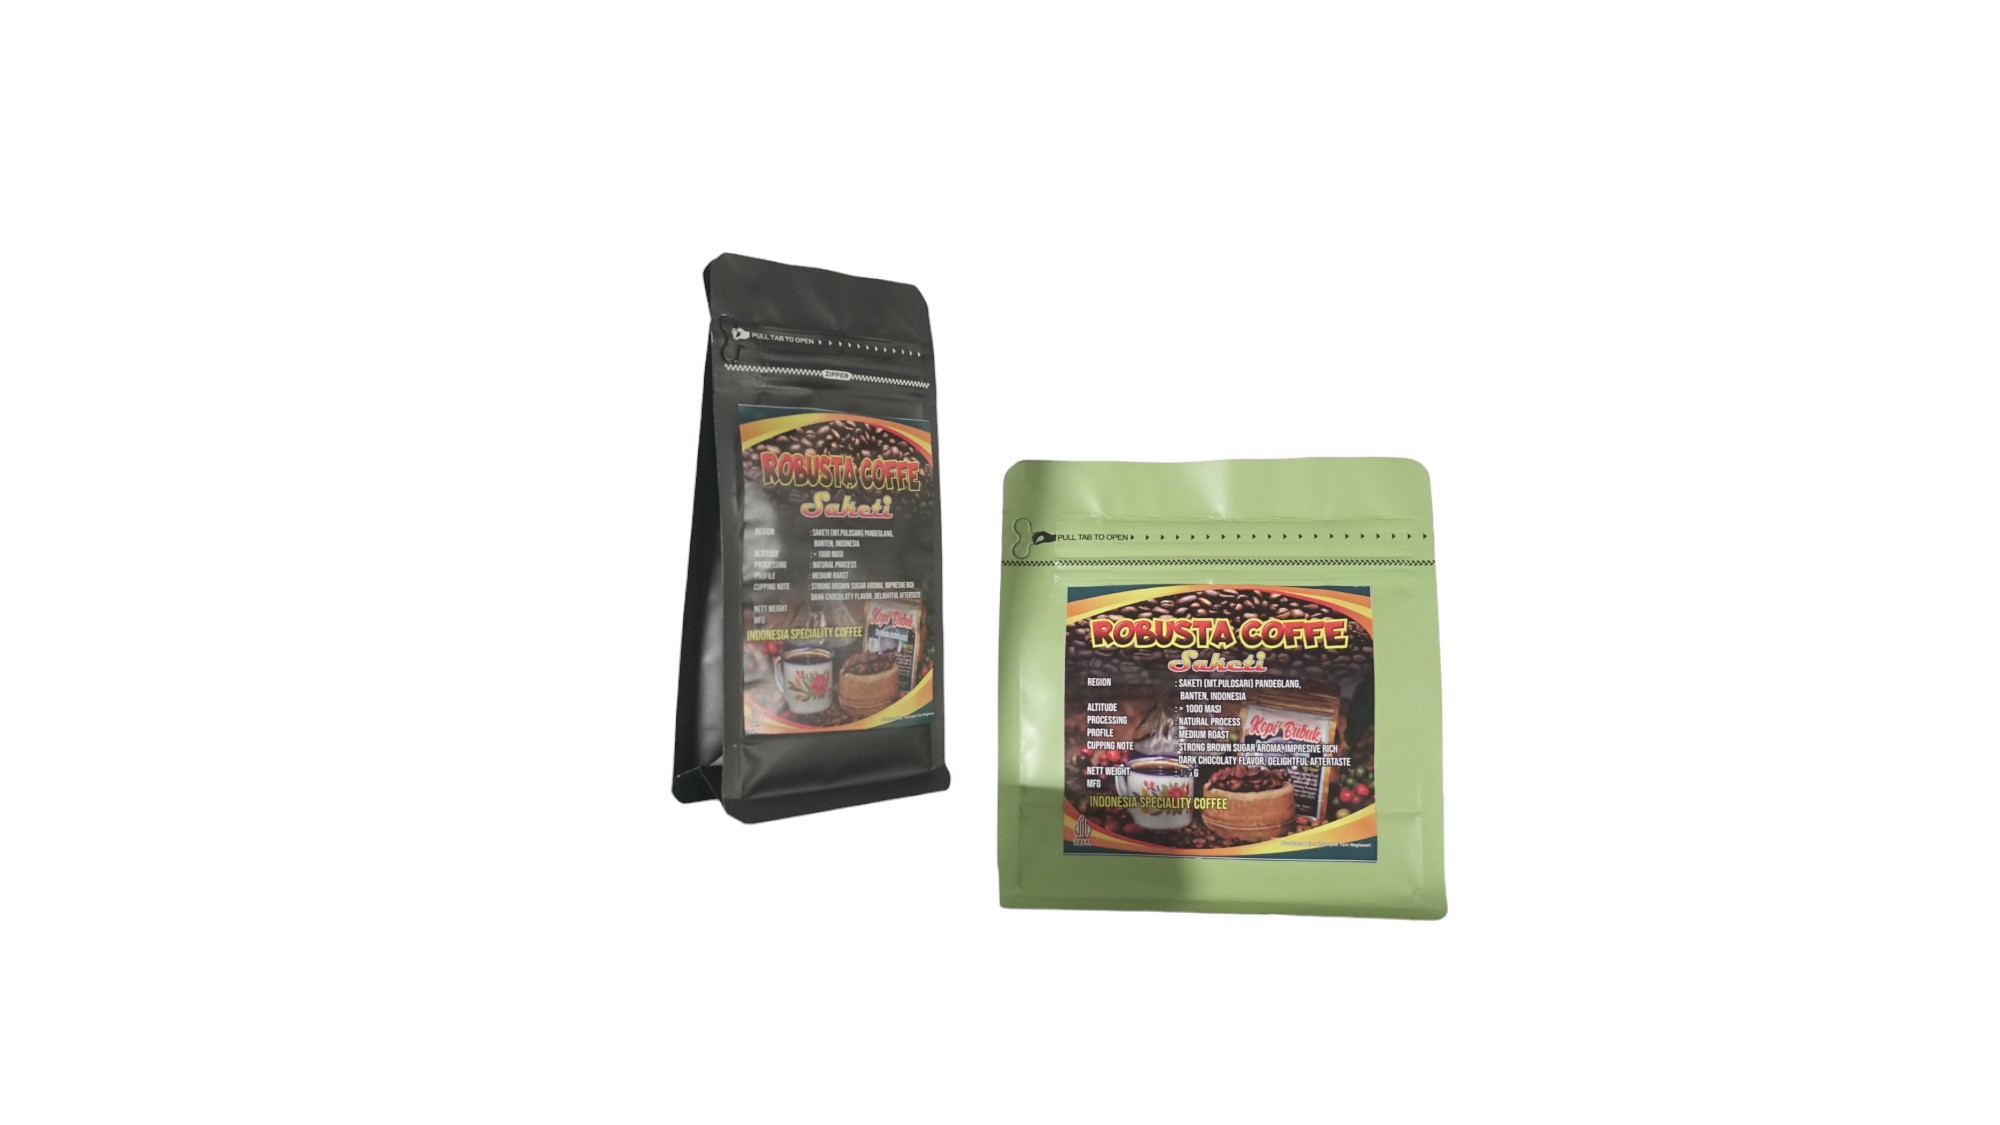 PULL TAB TO OPEN
ZIPPER
ROBUSTA COFFE
Saketi
REGION : SAKETI (MT.PULOSARI) PANDEGLANG,
BANTEN, INDONESIA
ALTITUDE : > 1000 MASI
PROCESSING : NATURAL PROCESS
PROFILE : MEDIUM ROAST
CUPPING NOTE : STRONG BROWN SUGAR AROMA, IMPRESIVE RICH
DARK CHOCOLATY FLAVOR, DELIGHTFUL AFTERTASTE
NETT WEIGHT
MFG
INDONESIA SPECIALITY COFFEE
Kopi Bubuk
PULL TAB TO OPEN
ROBUSTA COFFE
Saketi
REGION : SAKETI (MT.PULOSARI) PANDEGLANG,
BANTEN, INDONESIA
ALTITUDE : > 1000 MASI
PROCESSING : NATURAL PROCESS
PROFILE : MEDIUM ROAST
CUPPING NOTE : STRONG BROWN SUGAR AROMA, IMPRESIVE RICH
DARK CHOCOLATY FLAVOR, DELIGHTFUL AFTERTASTE
NETT WEIGHT : G
MFG
INDONESIA SPECIALITY COFFEE
Kopi Bubuk
HALAL
Tani Neglasari